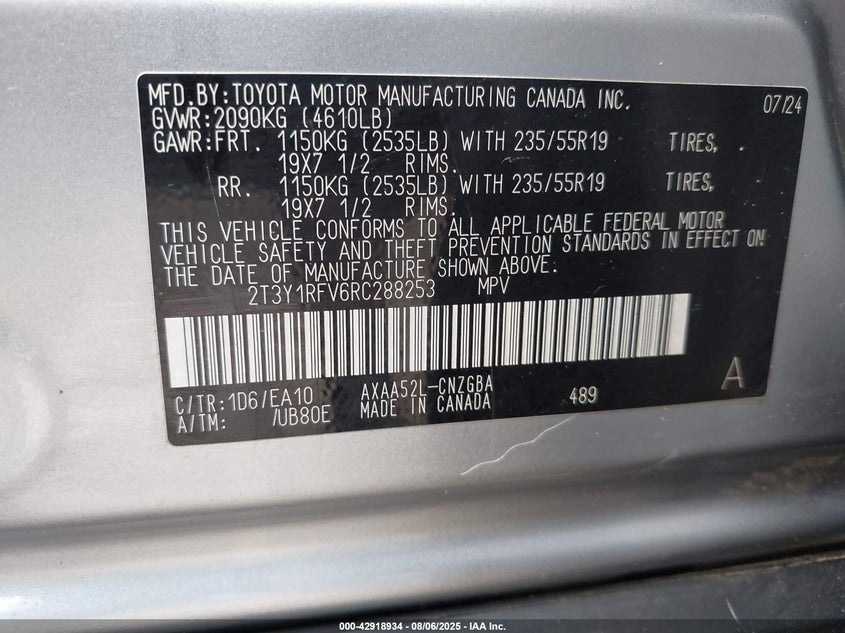 MFD.BY:TOYOTA MOTOR MANUFACTURING CANADA INC. 07/24
GVWR:2090KG (4610LB)
GAWR:FRT. 1150KG (2535LB) WITH 235/55R19 TIRES, .
19X7 1/2 RIMS.
RR. 1150KG (2535LB) WITH 235/55R19 TIRES,
19X7 1/2 RIMS.
THIS VEHICLE CONFORMS TO ALL APPLICABLE FEDERAL MOTOR
VEHICLE SAFETY AND THEFT PREVENTION STANDARDS IN EFFECT ON
THE DATE OF MANUFACTURE SHOWN ABOVE.
2T3Y1RFV6RC288253 MPV
C/TR:1D6/EA10 AXAA52L-CNZGBA 489 A
A/TM: /UB80E MADE IN CANADA
000-42918934 | 08/06/2025 - IAA Inc.